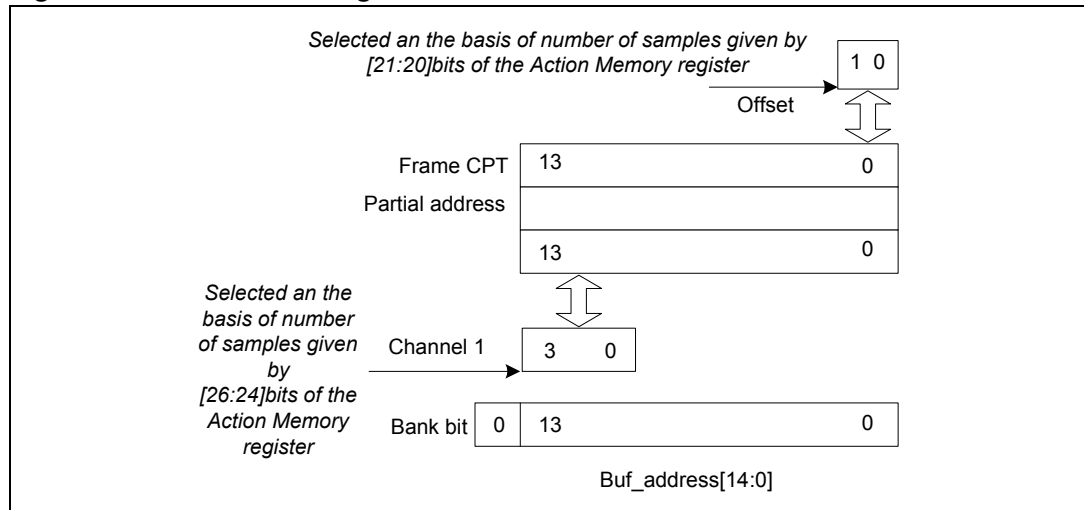 Selected an the basis of number of samples given by
[21:20]bits of the Action Memory register
1 0
Offset
Frame CPT
13 0
Partial address
13 0
Selected an the
basis of number
of samples given
by
[26:24]bits of the
Action Memory
register
Channel 1
3 0
Bank bit
0
13 0
Buf_address[14:0]